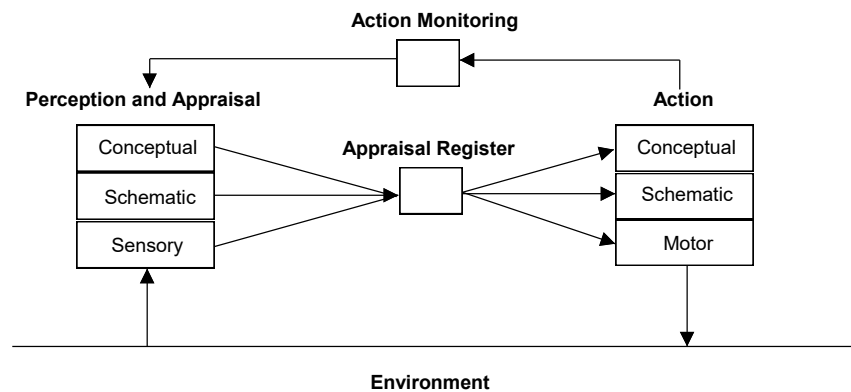 Action Monitoring
Perception and Appraisal
Action
Conceptual
Appraisal Register
Conceptual
Schematic
Schematic
Sensory
Motor
Environment